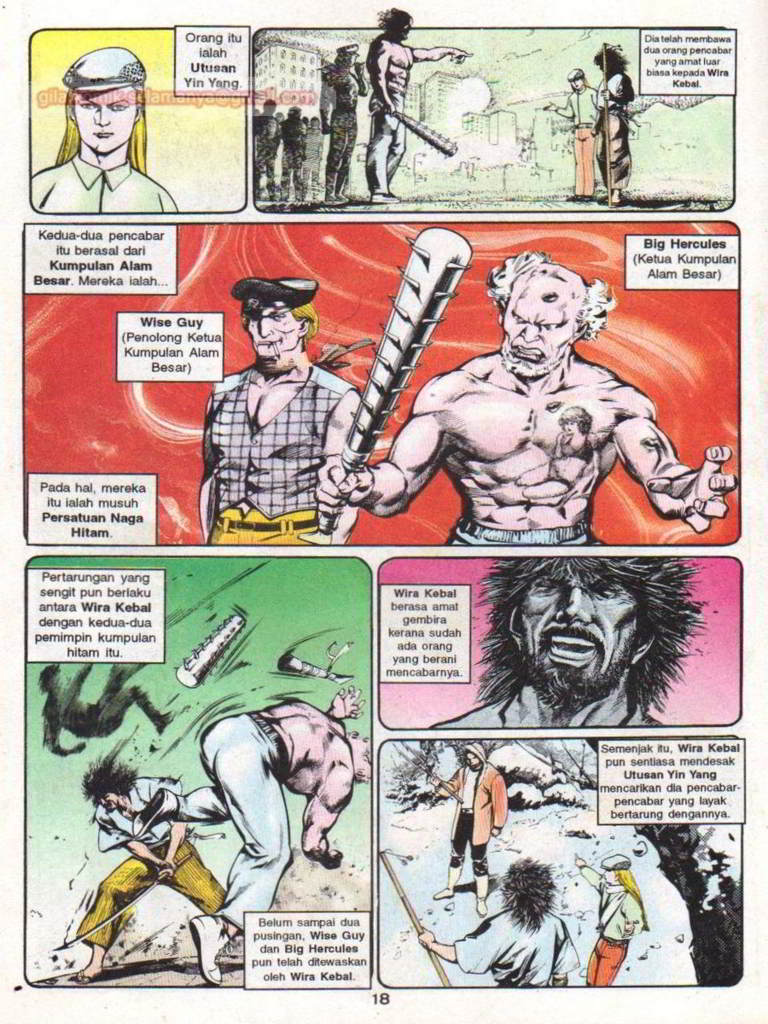 Orang itu
ialah
Utusan
Yin Yang.
Dia telah membawa
dua orang pencabar
yang amat luar
biasa kepada Wira
Kebal.
Kedua-dua pencabar
itu berasal dari
Kumpulan Alam
Besar. Mereka ialah...
Wise Guy
(Penolong Ketua
Kumpulan Alam
Besar)
Big Hercules
(Ketua Kumpulan
Alam Besar)
Pada hal, mereka
itu ialah musuh
Persatuan Naga
Hitam.
Pertarungan yang
sengit pun berlaku
antara Wira Kebal
dengan kedua-dua
pemimpin kumpulan
hitam itu.
Wira Kebal
berasa amat
gembira
kerana sudah
ada orang
yang berani
mencabarnya.
Belum sampai dua
pusingan, Wise Guy
dan Big Hercules
pun telah ditewaskan
oleh Wira Kebal.
Semenjak itu, Wira Kebal
pun sentiasa mendesak
Utusan Yin Yang
mencarikan dia pencabar-
pencabar yang layak
bertarung dengannya.
18